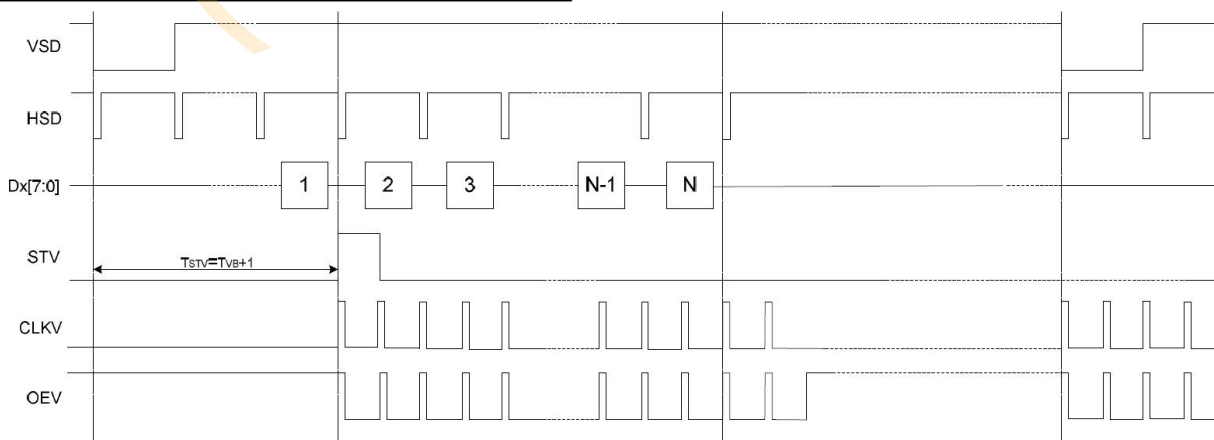 VSD
HSD
Dx[7:0] 1 2 3 N-1 N
STV
TSTV=TVB+1
CLKV
OEV